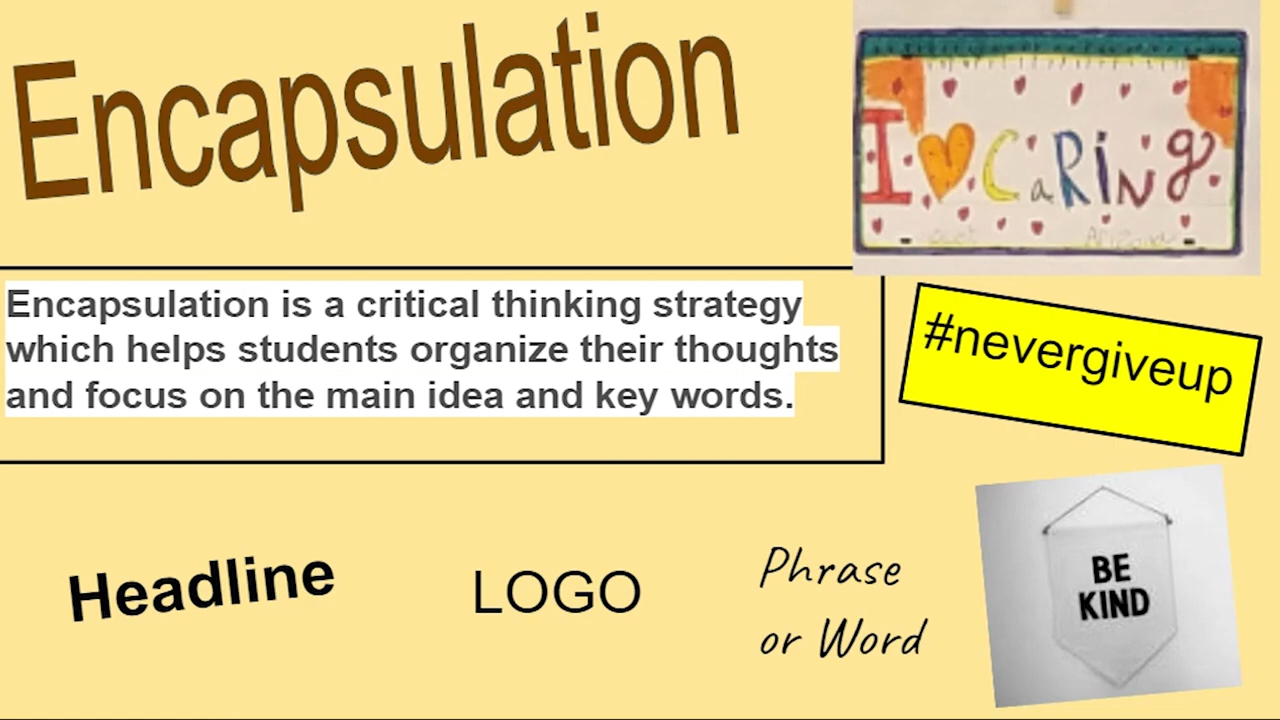 Encapsulation
I CaRiNg
Encapsulation is a critical thinking strategy
which helps students organize their thoughts
and focus on the main idea and key words.
#nevergiveup
Headline
LOGO
Phrase
or Word
BE
KIND